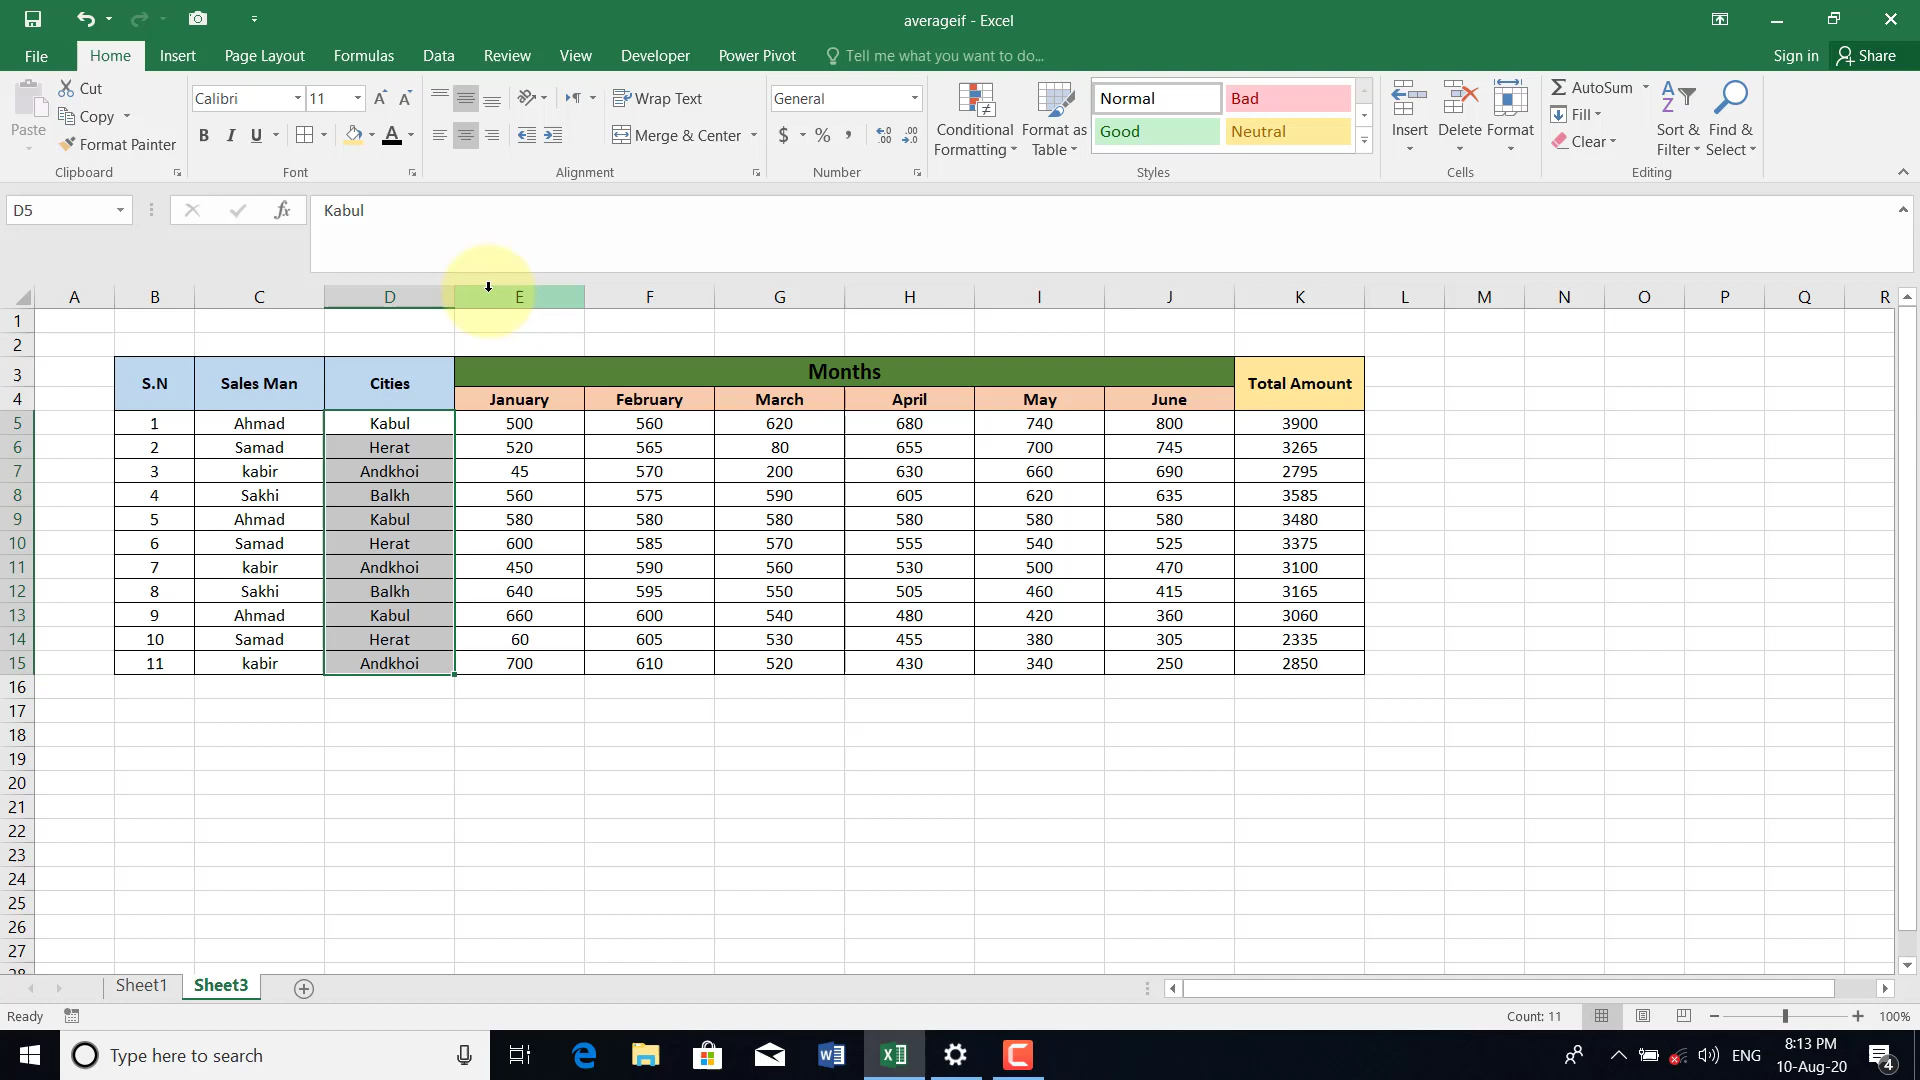 averageif - Excel
File Home Insert Page Layout Formulas Data Review View Developer Power Pivot Tell me what you want to do... Sign in Share
Paste Cut Copy Format Painter Clipboard
Calibri 11 A A B I U A Font
Wrap Text Merge & Center Alignment
General $ % , Number
Conditional Formatting Format as Table Normal Bad Good Neutral Styles
Insert Delete Format Cells
AutoSum Fill Clear Sort & Filter Find & Select Editing
D5 fx Kabul
A B C D E F G H I J K L M N O P Q R
1
2
3 S.N Sales Man Cities Months Total Amount
4 January February March April May June
5 1 Ahmad Kabul 500 560 620 680 740 800 3900
6 2 Samad Herat 520 565 80 655 700 745 3265
7 3 kabir Andkhoi 45 570 200 630 660 690 2795
8 4 Sakhi Balkh 560 575 590 605 620 635 3585
9 5 Ahmad Kabul 580 580 580 580 580 580 3480
10 6 Samad Herat 600 585 570 555 540 525 3375
11 7 kabir Andkhoi 450 590 560 530 500 470 3100
12 8 Sakhi Balkh 640 595 550 505 460 415 3165
13 9 Ahmad Kabul 660 600 540 480 420 360 3060
14 10 Samad Herat 60 605 530 455 380 305 2335
15 11 kabir Andkhoi 700 610 520 430 340 250 2850
16
17
18
19
20
21
22
23
24
25
26
27
28
Sheet1 Sheet3
Ready Count: 11 100%
Type here to search ENG 8:13 PM
10-Aug-20 4